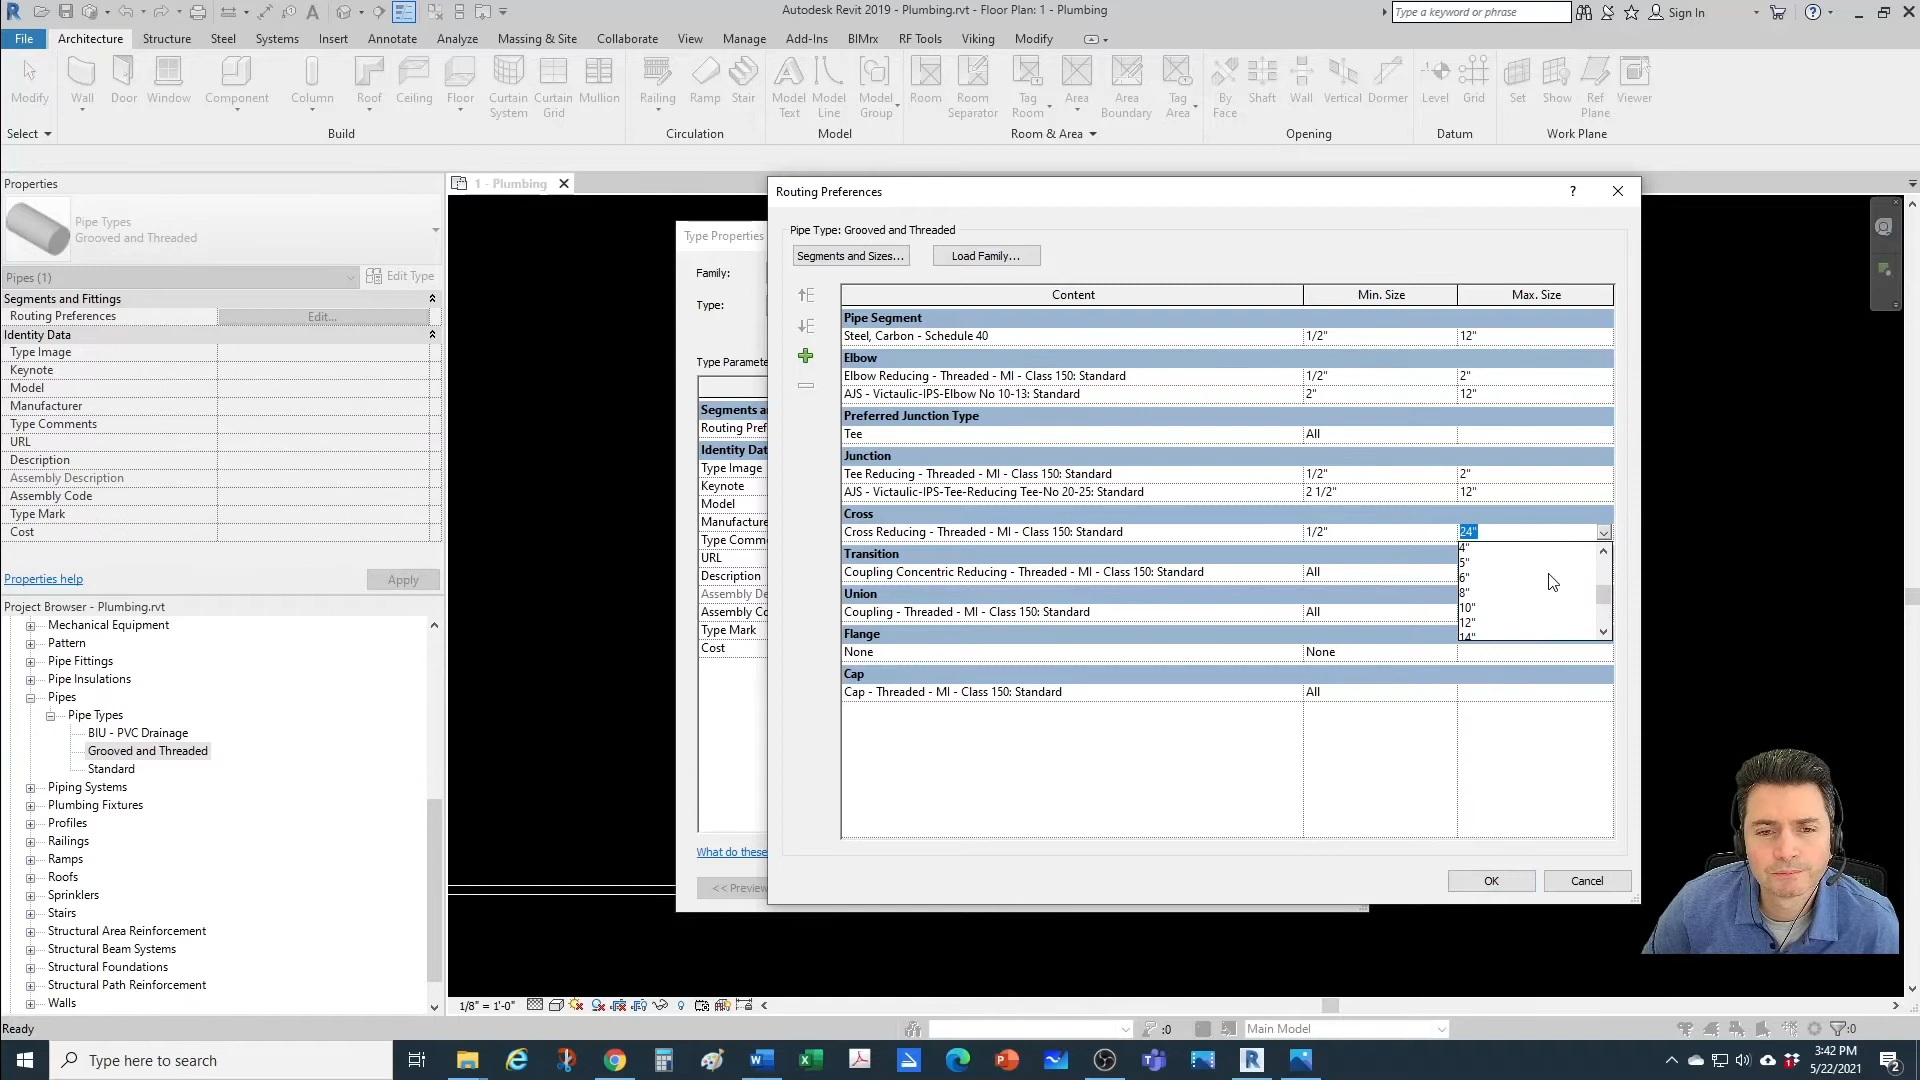 Autodesk Revit 2019 - Plumbing.rvt - Floor Plan: 1 - Plumbing
Type a keyword or phrase
Sign In
File Architecture Structure Steel Systems Insert Annotate Analyze Massing & Site Collaborate View Manage Add-Ins BIMrx RF Tools Viking Modify
Modify Wall Door Window Component Column Roof Ceiling Floor Curtain System Curtain Grid Mullion Railing Ramp Stair Model Text Model Line Model Group Room Room Separator Tag Room Area Area Boundary Tag Area By Face Shaft Wall Vertical Dormer Level Grid Set Show Ref Plane Viewer
Select Build Circulation Model Room & Area Opening Datum Work Plane
Properties
Pipe Types
Grooved and Threaded
Pipes (1) Edit Type
Segments and Fittings
Routing Preferences Edit...
Identity Data
Type Image
Keynote
Model
Manufacturer
Type Comments
URL
Description
Assembly Description
Assembly Code
Type Mark
Cost
Properties help Apply
Project Browser - Plumbing.rvt
Mechanical Equipment
Pattern
Pipe Fittings
Pipe Insulations
Pipes
Pipe Types
BIU - PVC Drainage
Grooved and Threaded
Standard
Piping Systems
Plumbing Fixtures
Profiles
Railings
Ramps
Roofs
Sprinklers
Stairs
Structural Area Reinforcement
Structural Beam Systems
Structural Foundations
Structural Path Reinforcement
Walls
1 - Plumbing
Type Properties
Family:
Type:
Type Paramete
Segments a
Routing Pref
Identity Dat
Type Image
Keynote
Model
Manufacture
Type Comm
URL
Description
Assembly De
Assembly Co
Type Mark
Cost
What do these
<< Preview
Routing Preferences
?
Pipe Type: Grooved and Threaded
Segments and Sizes... Load Family...
Content Min. Size Max. Size
Pipe Segment
Steel, Carbon - Schedule 40 1/2" 12"
Elbow
Elbow Reducing - Threaded - MI - Class 150: Standard 1/2" 2"
AJS - Victaulic-IPS-Elbow No 10-13: Standard 2" 12"
Preferred Junction Type
Tee All
Junction
Tee Reducing - Threaded - MI - Class 150: Standard 1/2" 2"
AJS - Victaulic-IPS-Tee-Reducing Tee-No 20-25: Standard 2 1/2" 12"
Cross
Cross Reducing - Threaded - MI - Class 150: Standard 1/2" 24"
4"
5"
6"
8"
10"
12"
14"
Transition
Coupling Concentric Reducing - Threaded - MI - Class 150: Standard All
Union
Coupling - Threaded - MI - Class 150: Standard All
Flange
None None
Cap
Cap - Threaded - MI - Class 150: Standard All
OK Cancel
1/8" = 1'-0"
Ready :0 Main Model :0
Type here to search
3:42 PM
5/22/2021
2